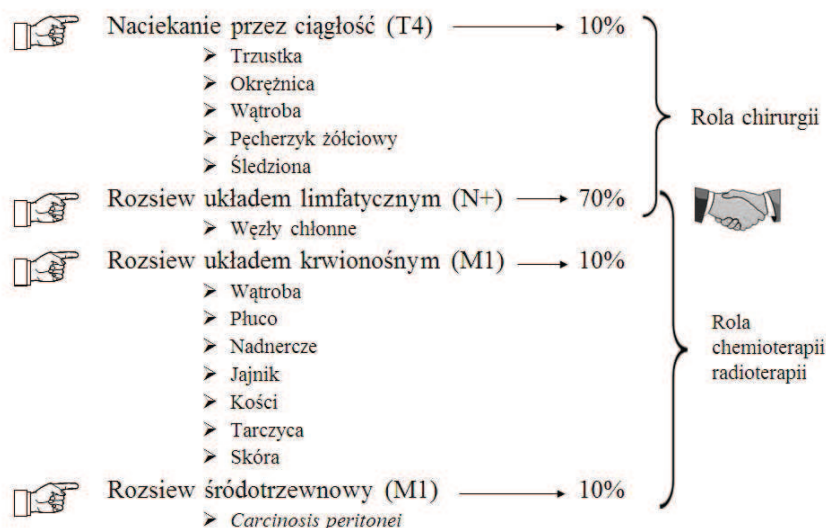 Naciekanie przez ciągłość (T4) 10%
Trzustka
Okrężnica
Wątroba
Pęcherzyk żółciowy
Śledziona
Rola chirurgii
Rozsiew układem limfatycznym (N+) 70%
Węzły chłonne
Rozsiew układem krwionośnym (M1) 10%
Wątroba
Płuco
Nadnercze
Jajnik
Kości
Tarczyca
Skóra
Rola
chemioterapii
radioterapii
Rozsiew śródotrzewnowy (M1) 10%
Carcinosis peritonei